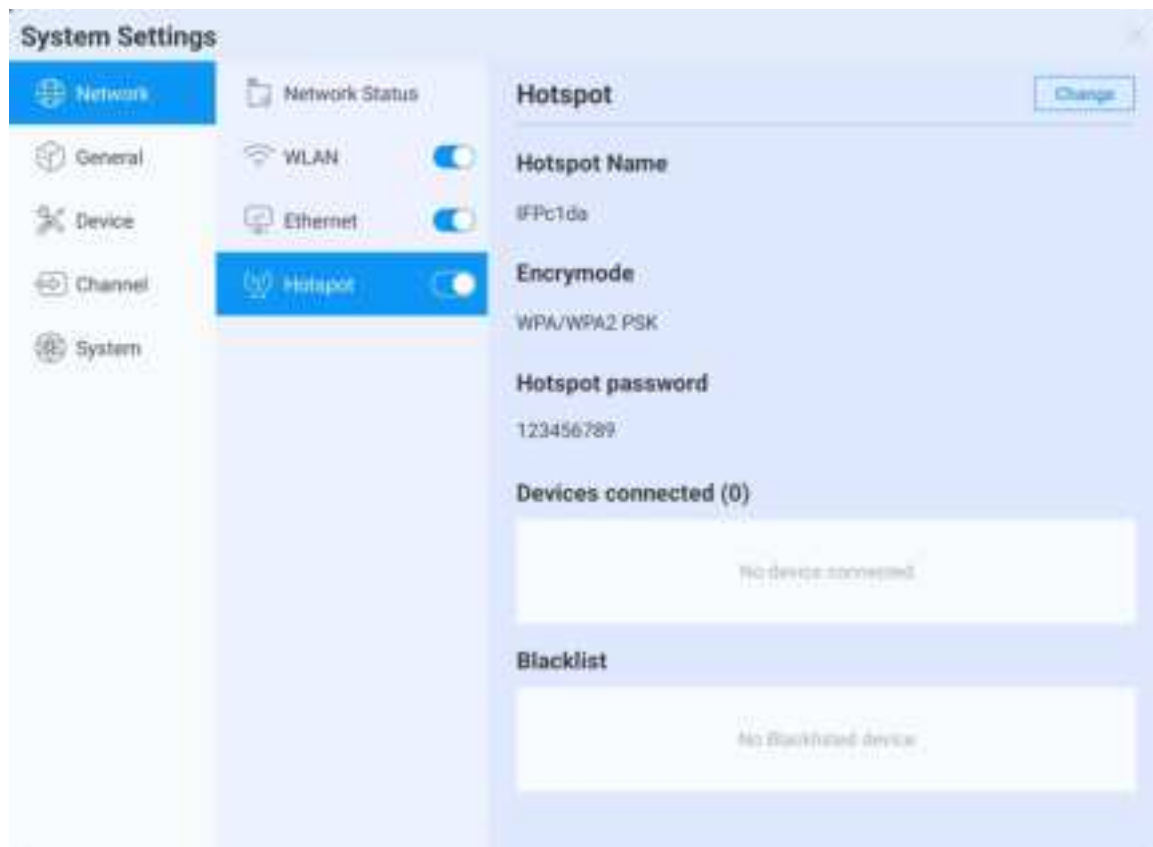 System Settings
Network
General
Device
Channel
System
Network Status
WLAN
Ethernet
Hotspot
Hotspot
Change
Hotspot Name
IFPc1da
Encrymode
WPA/WPA2 PSK
Hotspot password
123456789
Devices connected (0)
No device connected
Blacklist
No Blacklisted device